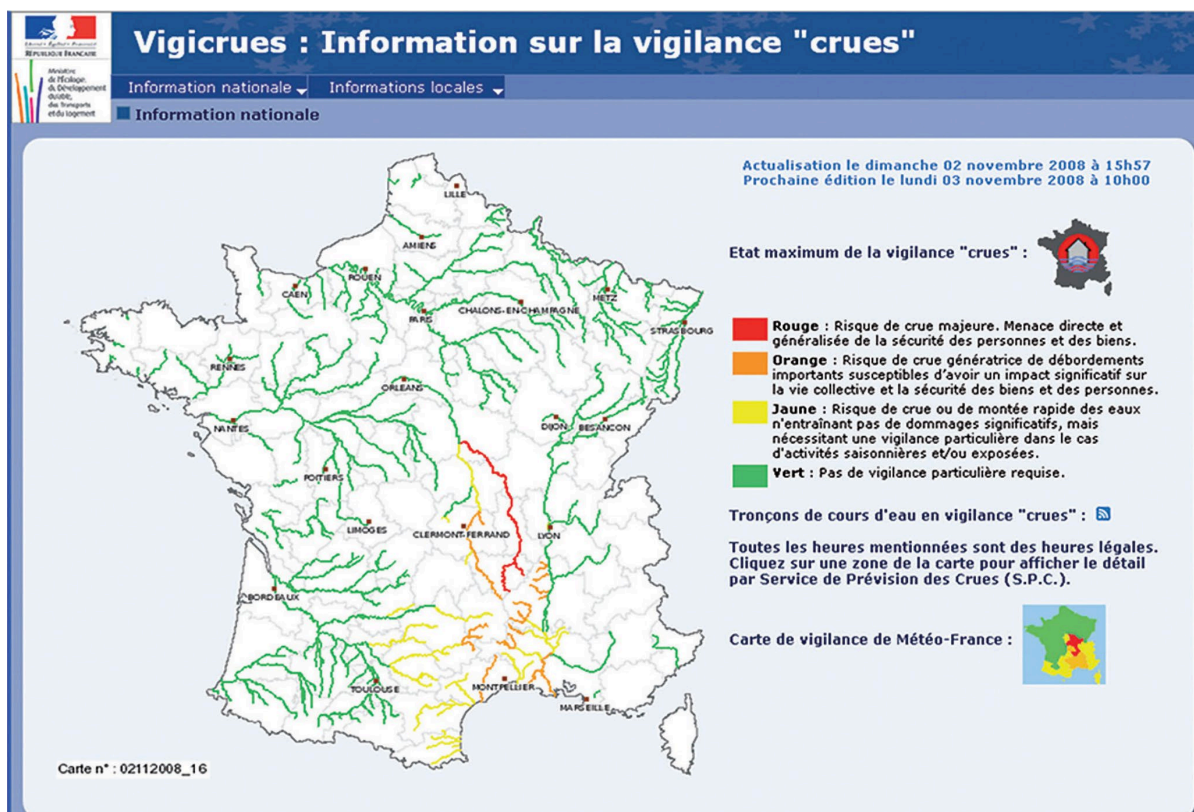 Vigicrues : Information sur la vigilance "crues"
Liberté • Égalité • Fraternité
RÉPUBLIQUE FRANÇAISE
Ministère
de l'Écologie,
du Développement
durable,
des Transports
et du Logement
Information nationale
Informations locales
Information nationale
Actualisation le dimanche 02 novembre 2008 à 15h57
Prochaine édition le lundi 03 novembre 2008 à 10h00
Etat maximum de la vigilance "crues" :
Rouge : Risque de crue majeure. Menace directe et
généralisée de la sécurité des personnes et des biens.
Orange : Risque de crue génératrice de débordements
importants susceptibles d'avoir un impact significatif sur
la vie collective et la sécurité des biens et des personnes.
Jaune : Risque de crue ou de montée rapide des eaux
n'entraînant pas de dommages significatifs, mais
nécessitant une vigilance particulière dans le cas
d'activités saisonnières et/ou exposées.
Vert : Pas de vigilance particulière requise.
Tronçons de cours d'eau en vigilance "crues" :
Toutes les heures mentionnées sont des heures légales.
Cliquez sur une zone de la carte pour afficher le détail
par Service de Prévision des Crues (S.P.C.).
Carte de vigilance de Météo-France :
LILLE
AMIENS
ROUEN
CAEN
METZ
CHALONS-EN-CHAMPAGNE
PARIS
STRASBOURG
RENNES
ORLEANS
NANTES
DIJON
BESANCON
POITIERS
LIMOGES
CLERMONT-FERRAND
LYON
BORDEAUX
TOULOUSE
MONTPELLIER
MARSEILLE
Carte n° : 02112008_16